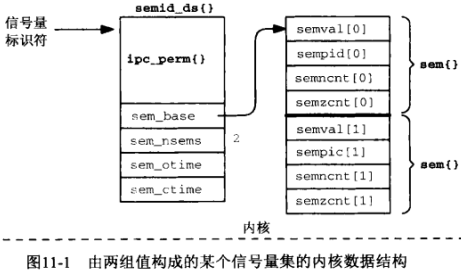 semid_ds{}
信号量
标识符
ipc_perm{}
sem_base
sem_nsems
2
sem_otime
sem_ctime
semval[0]
sempid[0]
semncnt[0]
semzcnt[0]
sem{}
semval[1]
sempic[1]
semncnt[1]
semzcnt[1]
sem{}
内核
图11-1 由两组值构成的某个信号量集的内核数据结构